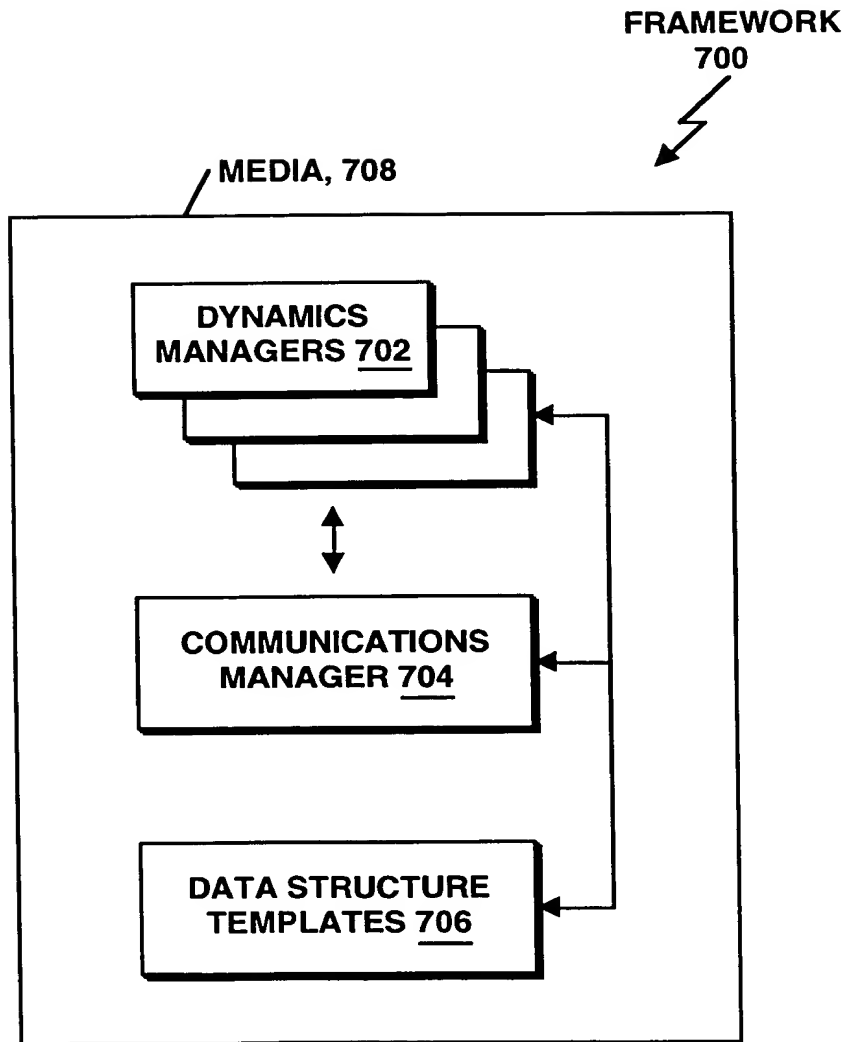 FRAMEWORK
700
MEDIA, 708
DYNAMICS
MANAGERS 702
COMMUNICATIONS
MANAGER 704
DATA STRUCTURE
TEMPLATES 706